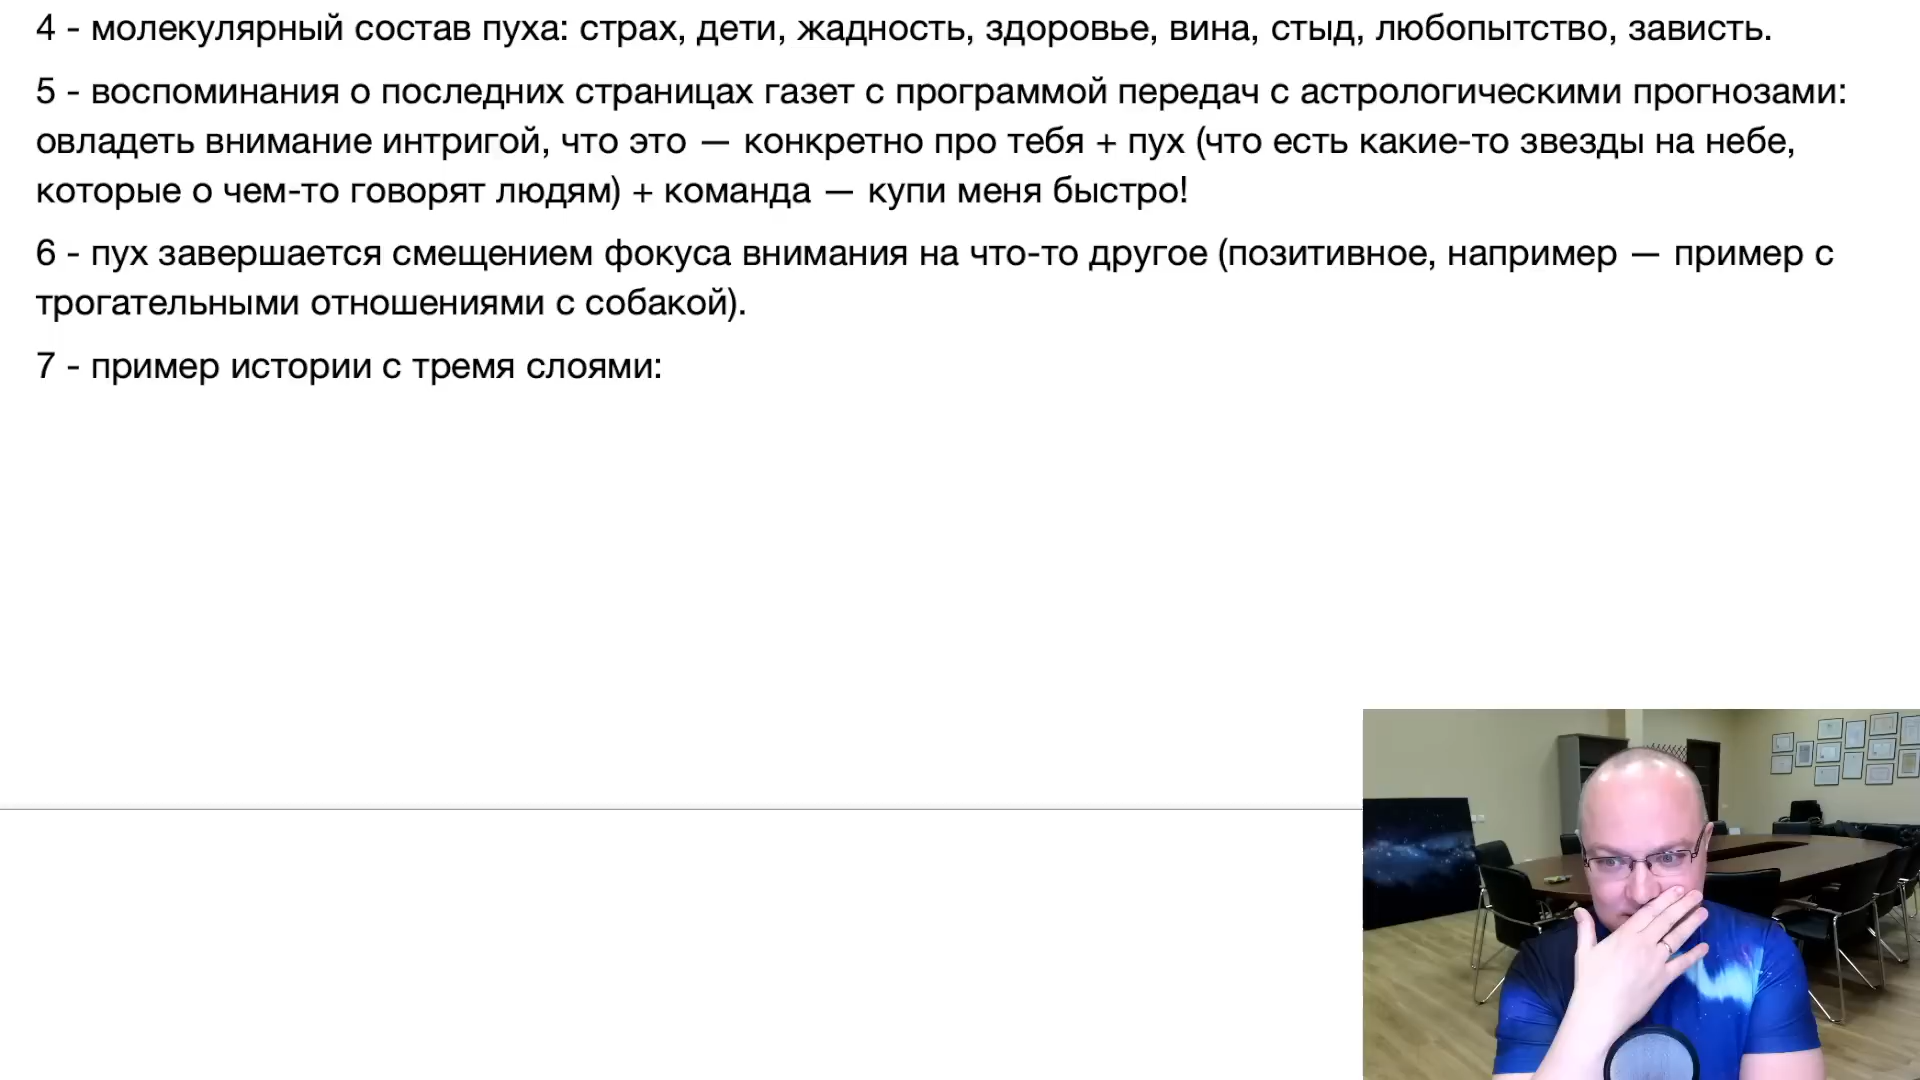 4 - молекулярный состав пуха: страх, дети, жадность, здоровье, вина, стыд, любопытство, зависть.
5 - воспоминания о последних страницах газет с программой передач с астрологическими прогнозами:
овладеть внимание интригой, что это — конкретно про тебя + пух (что есть какие-то звезды на небе,
которые о чем-то говорят людям) + команда — купи меня быстро!
6 - пух завершается смещением фокуса внимания на что-то другое (позитивное, например — пример с
трогательными отношениями с собакой).
7 - пример истории с тремя слоями: